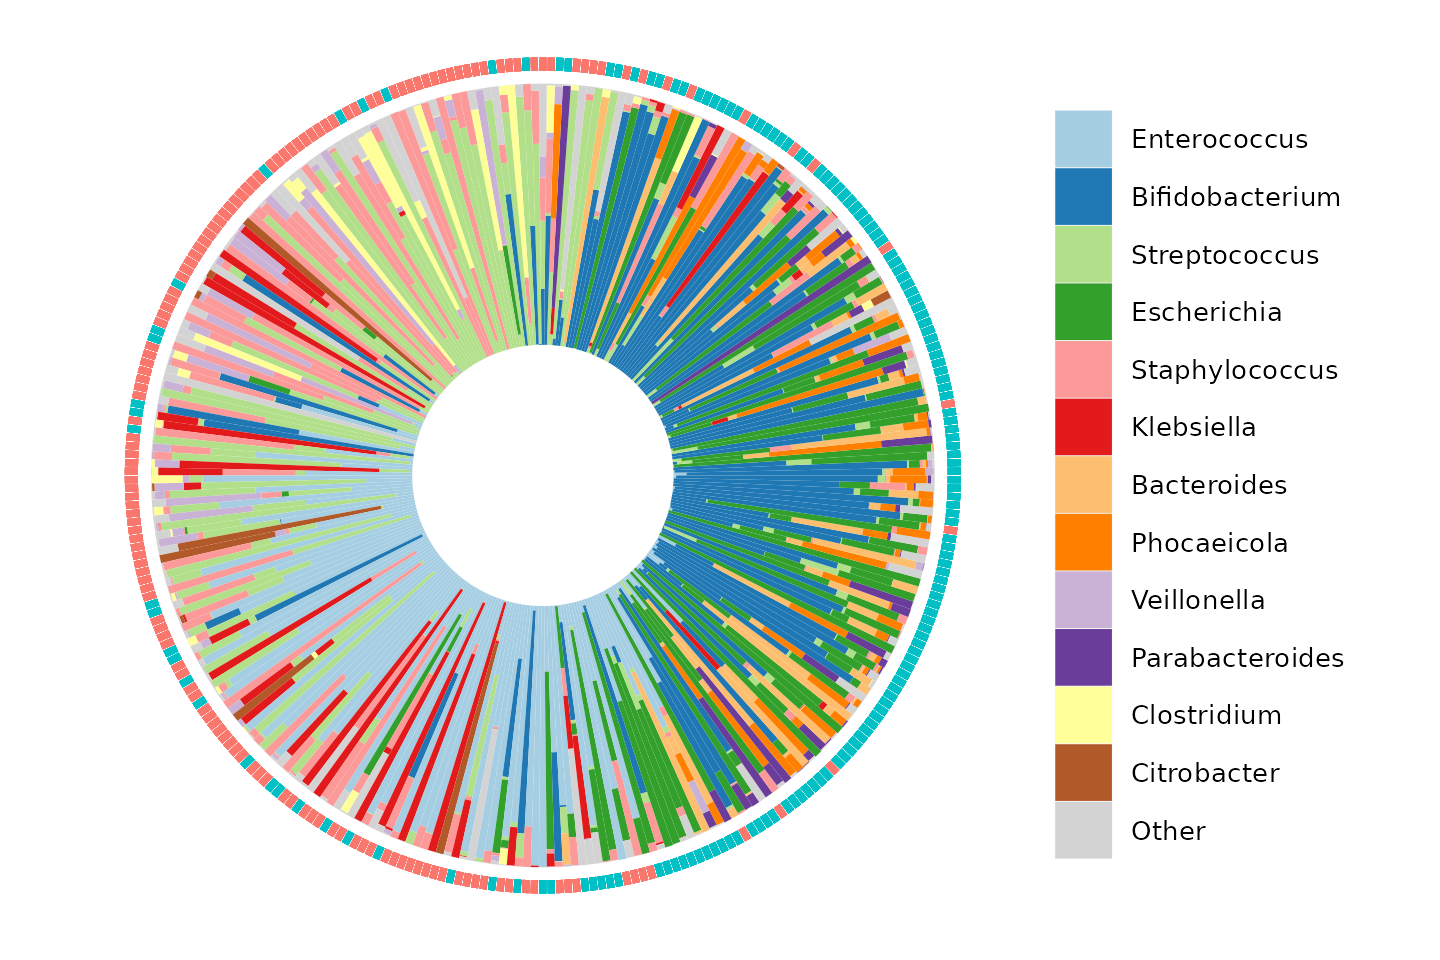 Enterococcus
Bifidobacterium
Streptococcus
Escherichia
Staphylococcus
Klebsiella
Bacteroides
Phocaeicola
Veillonella
Parabacteroides
Clostridium
Citrobacter
Other